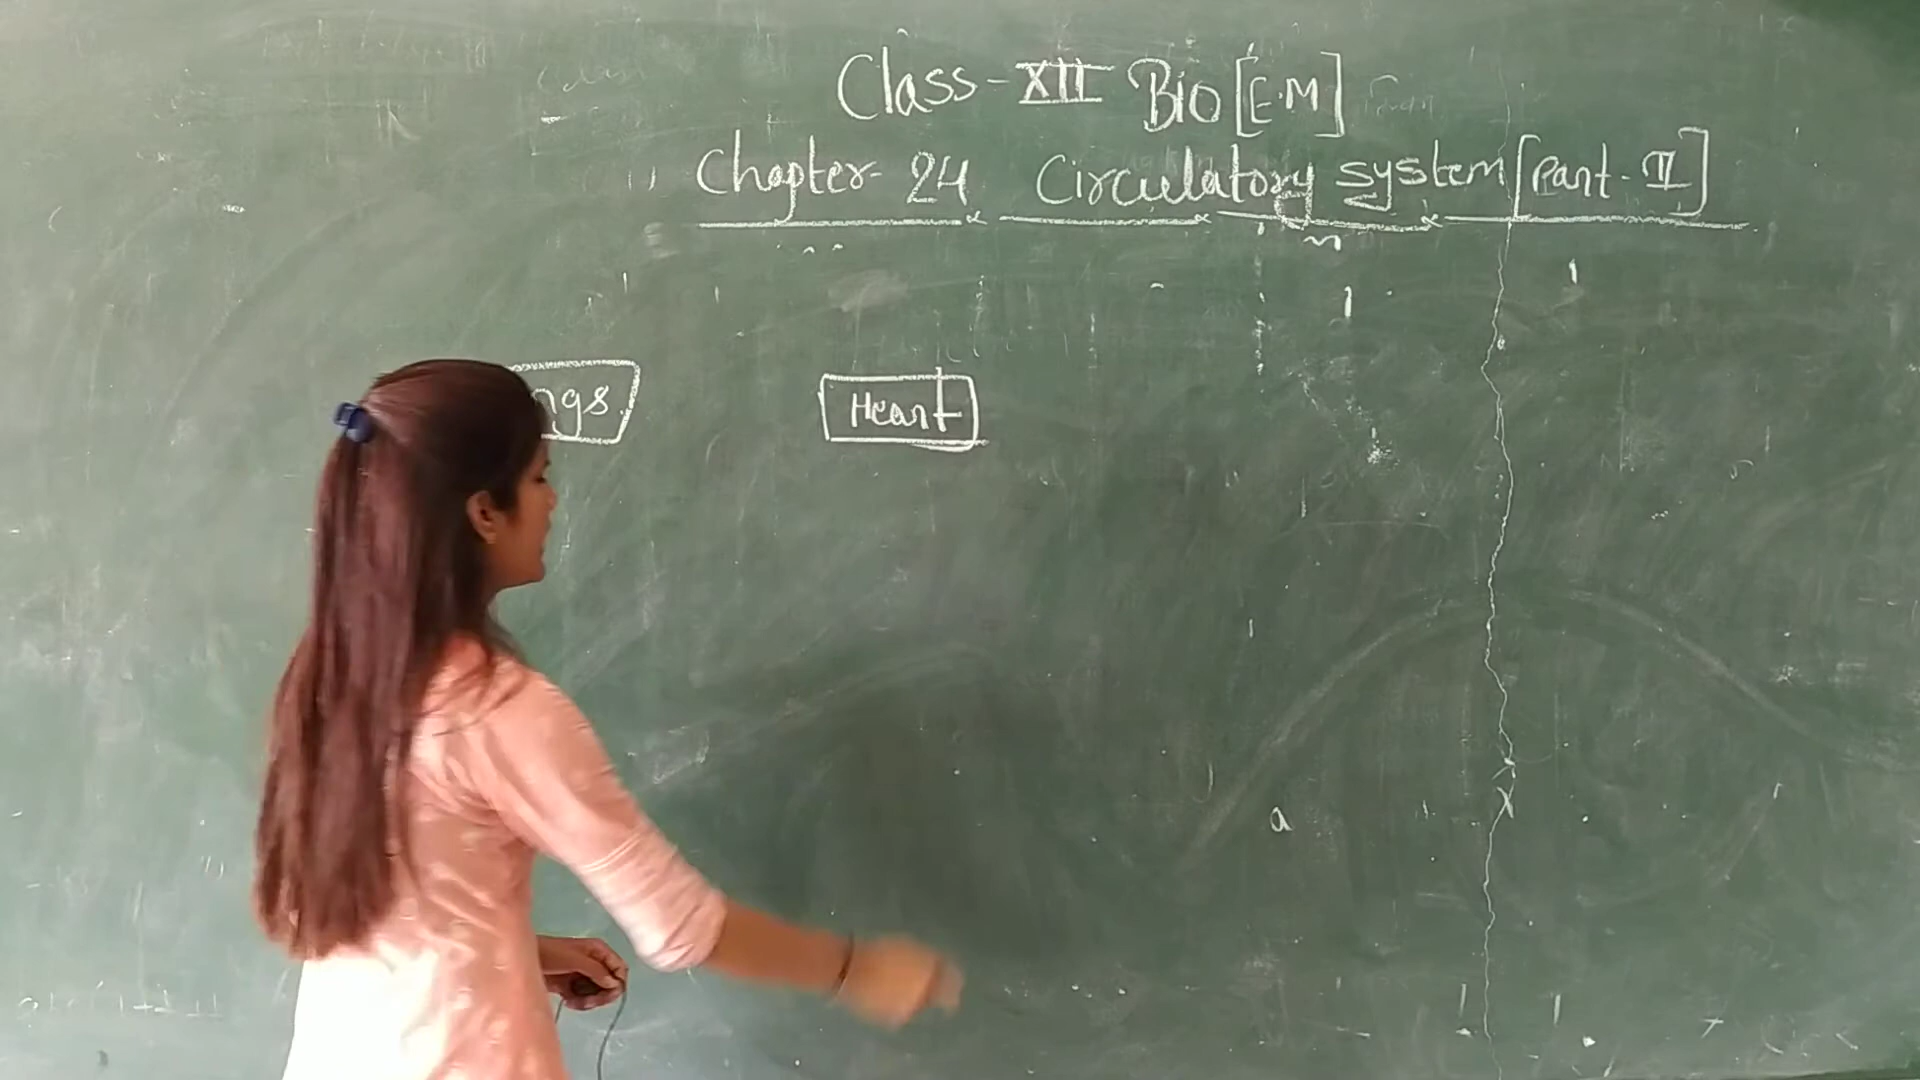 Class-XII Bio [E.M]
Chapter-24 Circulatory system [Part-II]
ngs Heart
a